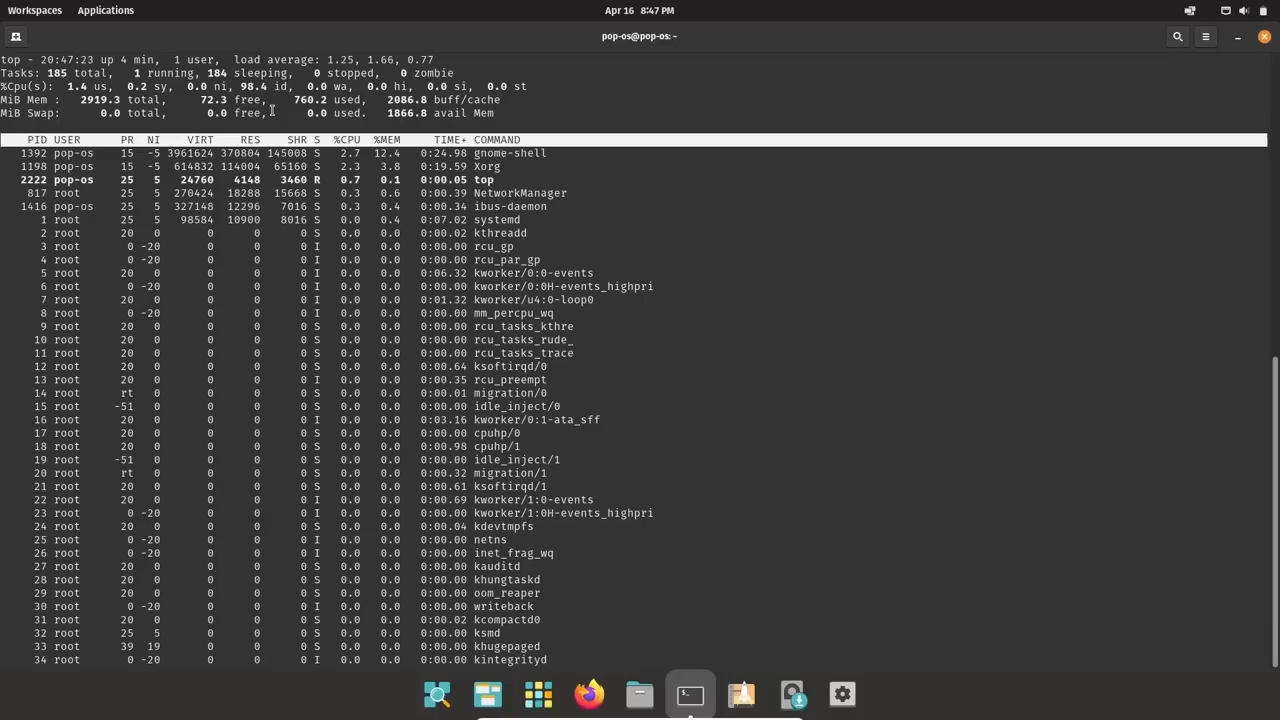 Workspaces Applications Apr 16 8:47 PM
pop-os@pop-os: ~
top - 20:47:23 up 4 min, 1 user, load average: 1.25, 1.66, 0.77
Tasks: 185 total, 1 running, 184 sleeping, 0 stopped, 0 zombie
%Cpu(s): 1.4 us, 0.2 sy, 0.0 ni, 98.4 id, 0.0 wa, 0.0 hi, 0.0 si, 0.0 st
MiB Mem : 2919.3 total, 72.3 free, 760.2 used, 2086.8 buff/cache
MiB Swap: 0.0 total, 0.0 free, 0.0 used. 1866.8 avail Mem
PID USER PR NI VIRT RES SHR S %CPU %MEM TIME+ COMMAND
1392 pop-os 15 -5 3961624 370804 145008 S 2.7 12.4 0:24.98 gnome-shell
1198 pop-os 15 -5 614832 114004 65160 S 2.3 3.8 0:19.59 Xorg
2222 pop-os 25 5 24760 4148 3460 R 0.7 0.1 0:00.05 top
817 root 25 5 270424 18288 15668 S 0.3 0.6 0:00.39 NetworkManager
1416 pop-os 25 5 327148 12296 7016 S 0.3 0.4 0:00.34 ibus-daemon
1 root 25 5 98584 10900 8016 S 0.0 0.4 0:07.02 systemd
2 root 20 0 0 0 0 S 0.0 0.0 0:00.02 kthreadd
3 root 0 -20 0 0 0 I 0.0 0.0 0:00.00 rcu_gp
4 root 0 -20 0 0 0 I 0.0 0.0 0:00.00 rcu_par_gp
5 root 20 0 0 0 0 I 0.0 0.0 0:06.32 kworker/0:0-events
6 root 0 -20 0 0 0 I 0.0 0.0 0:00.00 kworker/0:0H-events_highpri
7 root 20 0 0 0 0 I 0.0 0.0 0:01.32 kworker/u4:0-loop0
8 root 0 -20 0 0 0 I 0.0 0.0 0:00.00 mm_percpu_wq
9 root 20 0 0 0 0 S 0.0 0.0 0:00.00 rcu_tasks_kthre
10 root 20 0 0 0 0 S 0.0 0.0 0:00.00 rcu_tasks_rude_
11 root 20 0 0 0 0 S 0.0 0.0 0:00.00 rcu_tasks_trace
12 root 20 0 0 0 0 S 0.0 0.0 0:00.64 ksoftirqd/0
13 root 20 0 0 0 0 I 0.0 0.0 0:00.35 rcu_preempt
14 root rt 0 0 0 0 S 0.0 0.0 0:00.01 migration/0
15 root -51 0 0 0 0 S 0.0 0.0 0:00.00 idle_inject/0
16 root 20 0 0 0 0 I 0.0 0.0 0:03.16 kworker/0:1-ata_sff
17 root 20 0 0 0 0 S 0.0 0.0 0:00.00 cpuhp/0
18 root 20 0 0 0 0 S 0.0 0.0 0:00.98 cpuhp/1
19 root -51 0 0 0 0 S 0.0 0.0 0:00.00 idle_inject/1
20 root rt 0 0 0 0 S 0.0 0.0 0:00.32 migration/1
21 root 20 0 0 0 0 S 0.0 0.0 0:00.61 ksoftirqd/1
22 root 20 0 0 0 0 I 0.0 0.0 0:00.69 kworker/1:0-events
23 root 0 -20 0 0 0 I 0.0 0.0 0:00.00 kworker/1:0H-events_highpri
24 root 20 0 0 0 0 S 0.0 0.0 0:00.04 kdevtmpfs
25 root 0 -20 0 0 0 I 0.0 0.0 0:00.00 netns
26 root 0 -20 0 0 0 I 0.0 0.0 0:00.00 inet_frag_wq
27 root 20 0 0 0 0 S 0.0 0.0 0:00.00 kauditd
28 root 20 0 0 0 0 S 0.0 0.0 0:00.00 khungtaskd
29 root 20 0 0 0 0 S 0.0 0.0 0:00.00 oom_reaper
30 root 0 -20 0 0 0 I 0.0 0.0 0:00.00 writeback
31 root 20 0 0 0 0 S 0.0 0.0 0:00.02 kcompactd0
32 root 25 5 0 0 0 S 0.0 0.0 0:00.00 ksmd
33 root 39 19 0 0 0 S 0.0 0.0 0:00.00 khugepaged
34 root 0 -20 0 0 0 I 0.0 0.0 0:00.00 kintegrityd